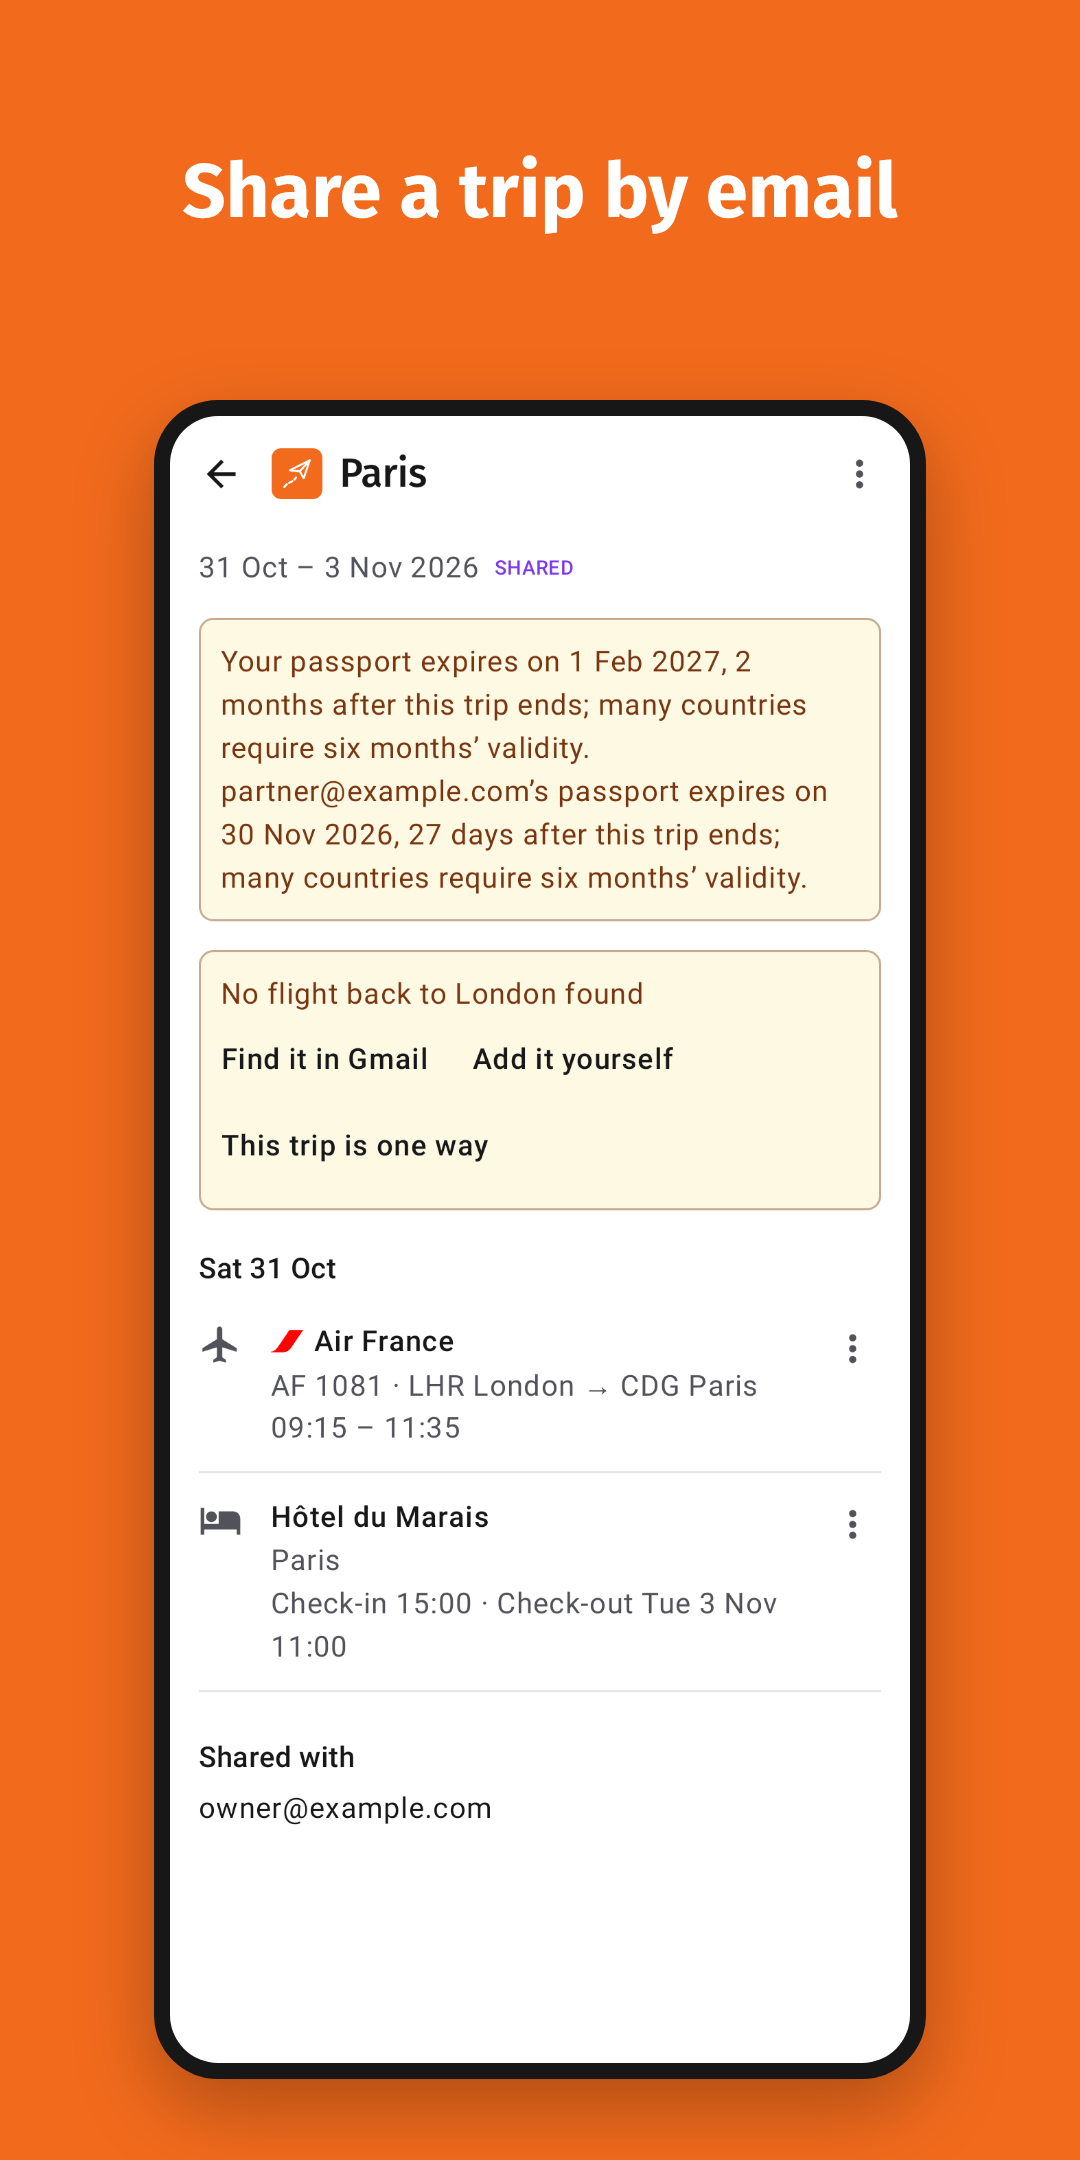 Share a trip by email
Paris
31 Oct – 3 Nov 2026 SHARED
Your passport expires on 1 Feb 2027, 2
months after this trip ends; many countries
require six months’ validity.
partner@example.com’s passport expires on
30 Nov 2026, 27 days after this trip ends;
many countries require six months’ validity.
No flight back to London found
Find it in Gmail Add it yourself
This trip is one way
Sat 31 Oct
Air France
AF 1081 · LHR London → CDG Paris
09:15 – 11:35
Hôtel du Marais
Paris
Check-in 15:00 · Check-out Tue 3 Nov
11:00
Shared with
owner@example.com